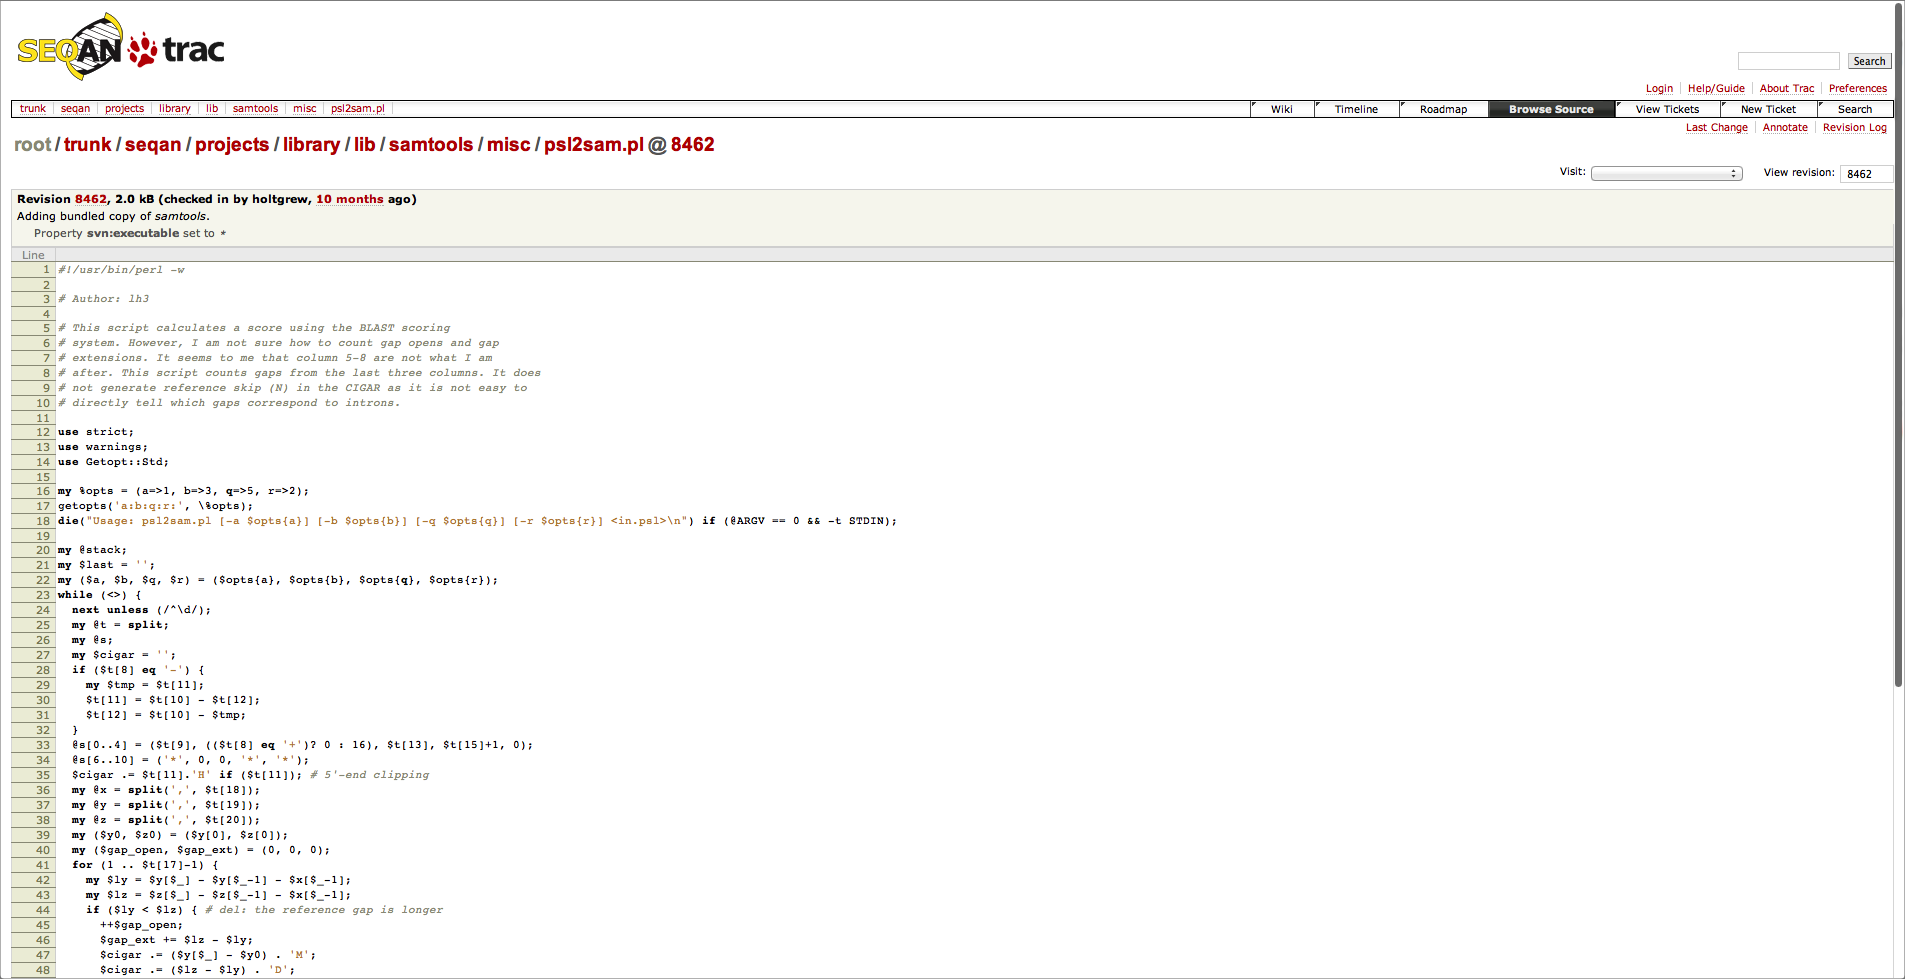 SEQAN trac
Search
Login Help/Guide About Trac Preferences
trunk seqan projects library lib samtools misc psl2sam.pl Wiki Timeline Roadmap Browse Source View Tickets New Ticket Search
Last Change Annotate Revision Log
root / trunk / seqan / projects / library / lib / samtools / misc / psl2sam.pl @ 8462
Visit: View revision: 8462
Revision 8462, 2.0 kB (checked in by holtgrew, 10 months ago)
Adding bundled copy of samtools.
Property svn:executable set to *
Line
1 #!/usr/bin/perl -w
2
3 # Author: lh3
4
5 # This script calculates a score using the BLAST scoring
6 # system. However, I am not sure how to count gap opens and gap
7 # extensions. It seems to me that column 5-8 are not what I am
8 # after. This script counts gaps from the last three columns. It does
9 # not generate reference skip (N) in the CIGAR as it is not easy to
10 # directly tell which gaps correspond to introns.
11
12 use strict;
13 use warnings;
14 use Getopt::Std;
15
16 my %opts = (a=>1, b=>3, q=>5, r=>2);
17 getopts('a:b:q:r:', \%opts);
18 die("Usage: psl2sam.pl [-a $opts{a}] [-b $opts{b}] [-q $opts{q}] [-r $opts{r}] <in.psl>\n") if (@ARGV == 0 && -t STDIN);
19
20 my @stack;
21 my $last = '';
22 my ($a, $b, $q, $r) = ($opts{a}, $opts{b}, $opts{q}, $opts{r});
23 while (<>) {
24   next unless (/^\d/);
25   my @t = split;
26   my @s;
27   my $cigar = '';
28   if ($t[8] eq '-') {
29     my $tmp = $t[11];
30     $t[11] = $t[10] - $t[12];
31     $t[12] = $t[10] - $tmp;
32   }
33   @s[0..4] = ($t[9], (($t[8] eq '+')? 0 : 16), $t[13], $t[15]+1, 0);
34   @s[6..10] = ('*', 0, 0, '*', '*');
35   $cigar .= $t[11].'H' if ($t[11]); # 5'-end clipping
36   my @x = split(',', $t[18]);
37   my @y = split(',', $t[19]);
38   my @z = split(',', $t[20]);
39   my ($y0, $z0) = ($y[0], $z[0]);
40   my ($gap_open, $gap_ext) = (0, 0, 0);
41   for (1 .. $t[17]-1) {
42     my $ly = $y[$_] - $y[$_-1] - $x[$_-1];
43     my $lz = $z[$_] - $z[$_-1] - $x[$_-1];
44     if ($ly < $lz) { # del: the reference gap is longer
45       ++$gap_open;
46       $gap_ext += $lz - $ly;
47       $cigar .= ($y[$_] - $y0) . 'M';
48       $cigar .= ($lz - $ly) . 'D';